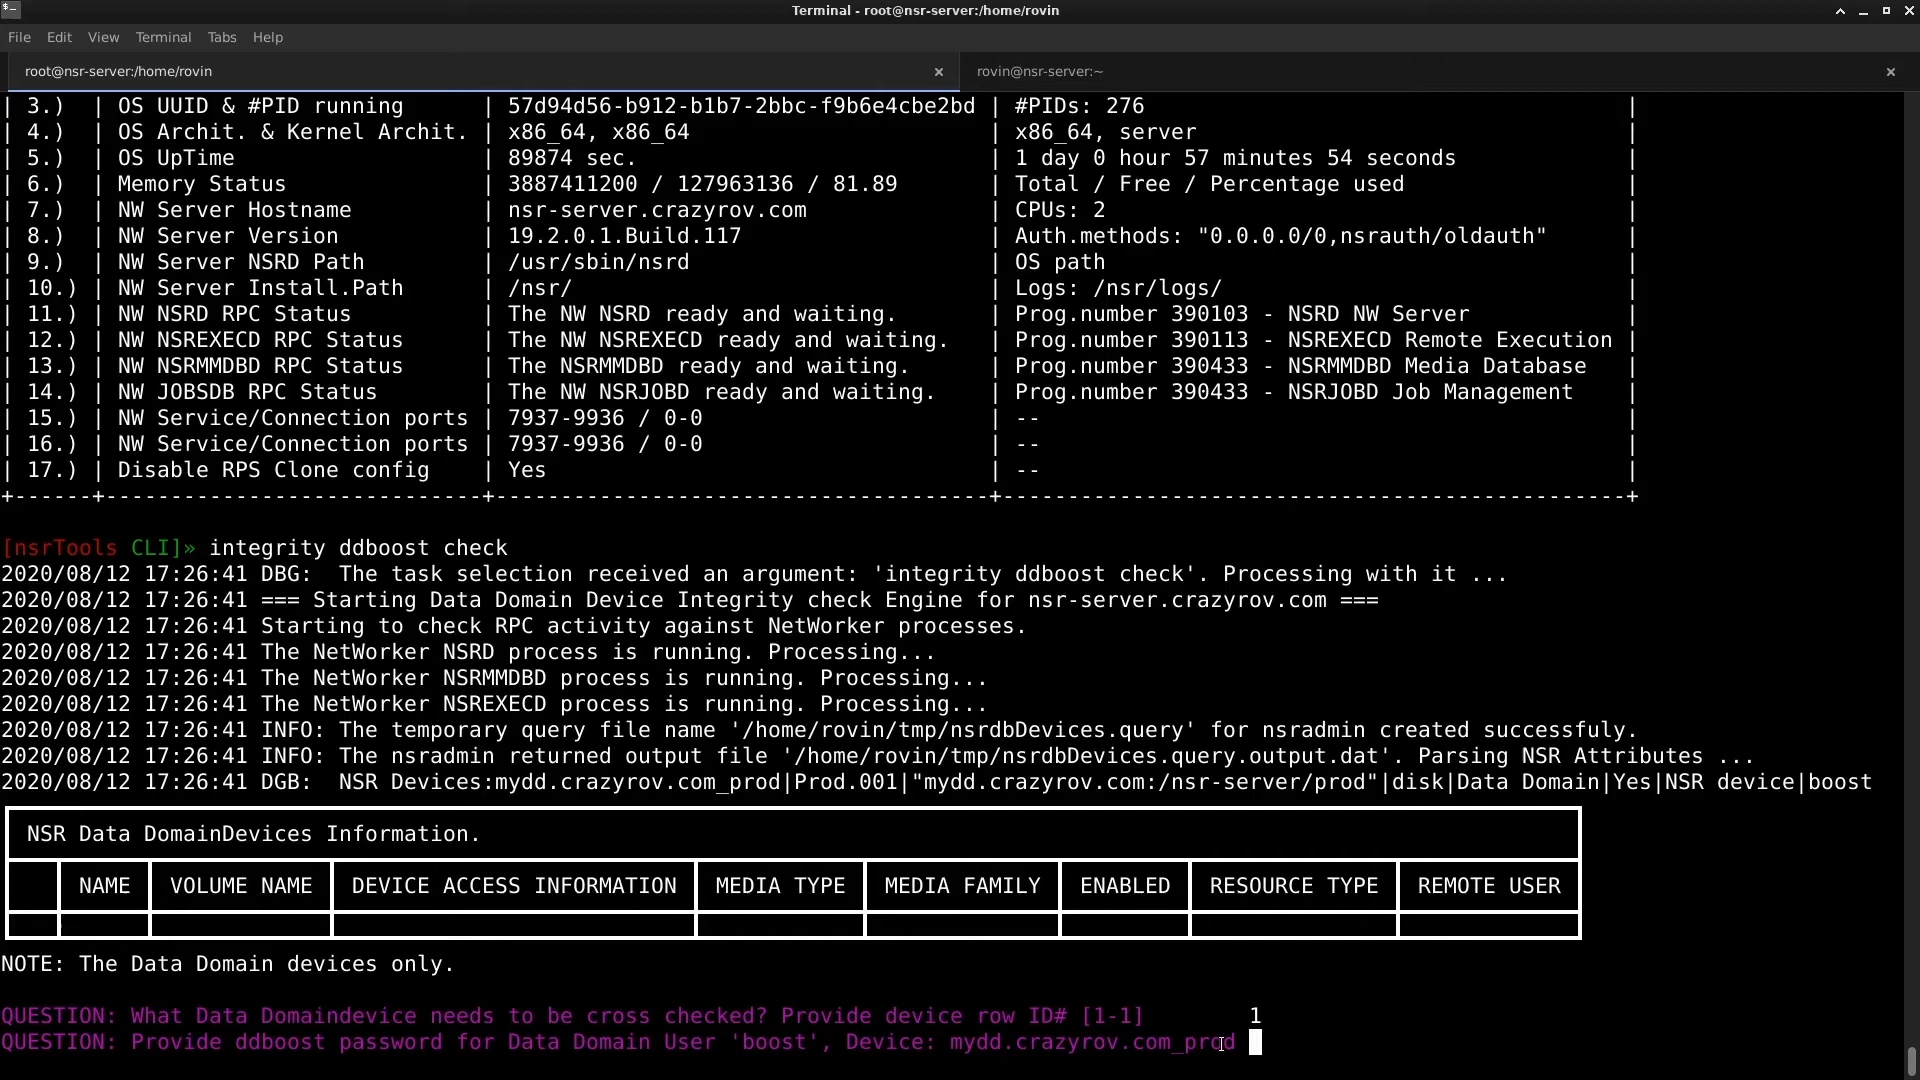 Terminal - root@nsr-server:/home/rovin
File Edit View Terminal Tabs Help
root@nsr-server:/home/rovin
rovin@nsr-server:~
| 3.) | OS UUID & #PID running | 57d94d56-b912-b1b7-2bbc-f9b6e4cbe2bd | #PIDs: 276 |
| 4.) | OS Archit. & Kernel Archit. | x86_64, x86_64 | x86_64, server |
| 5.) | OS UpTime | 89874 sec. | 1 day 0 hour 57 minutes 54 seconds |
| 6.) | Memory Status | 3887411200 / 127963136 / 81.89 | Total / Free / Percentage used |
| 7.) | NW Server Hostname | nsr-server.crazyrov.com | CPUs: 2 |
| 8.) | NW Server Version | 19.2.0.1.Build.117 | Auth.methods: "0.0.0.0/0,nsrauth/oldauth" |
| 9.) | NW Server NSRD Path | /usr/sbin/nsrd | OS path |
| 10.) | NW Server Install.Path | /nsr/ | Logs: /nsr/logs/ |
| 11.) | NW NSRD RPC Status | The NW NSRD ready and waiting. | Prog.number 390103 - NSRD NW Server |
| 12.) | NW NSREXECD RPC Status | The NW NSREXECD ready and waiting. | Prog.number 390113 - NSREXECD Remote Execution |
| 13.) | NW NSRMMDBD RPC Status | The NSRMMDBD ready and waiting. | Prog.number 390433 - NSRMMDBD Media Database |
| 14.) | NW JOBSDB RPC Status | The NW NSRJOBD ready and waiting. | Prog.number 390433 - NSRJOBD Job Management |
| 15.) | NW Service/Connection ports | 7937-9936 / 0-0 | -- |
| 16.) | NW Service/Connection ports | 7937-9936 / 0-0 | -- |
| 17.) | Disable RPS Clone config | Yes | -- |
+------+-----------------------------+--------------------------------------+------------------------------------------------+
[nsrTools CLI]» integrity ddboost check
2020/08/12 17:26:41 DBG:  The task selection received an argument: 'integrity ddboost check'. Processing with it ...
2020/08/12 17:26:41 === Starting Data Domain Device Integrity check Engine for nsr-server.crazyrov.com ===
2020/08/12 17:26:41 Starting to check RPC activity against NetWorker processes.
2020/08/12 17:26:41 The NetWorker NSRD process is running. Processing...
2020/08/12 17:26:41 The NetWorker NSRMMDBD process is running. Processing...
2020/08/12 17:26:41 The NetWorker NSREXECD process is running. Processing...
2020/08/12 17:26:41 INFO: The temporary query file name '/home/rovin/tmp/nsrdbDevices.query' for nsradmin created successfuly.
2020/08/12 17:26:41 INFO: The nsradmin returned output file '/home/rovin/tmp/nsrdbDevices.query.output.dat'. Parsing NSR Attributes ...
2020/08/12 17:26:41 DGB:  NSR Devices:mydd.crazyrov.com_prod|Prod.001|"mydd.crazyrov.com:/nsr-server/prod"|disk|Data Domain|Yes|NSR device|boost
NSR Data DomainDevices Information.
NAME VOLUME NAME DEVICE ACCESS INFORMATION MEDIA TYPE MEDIA FAMILY ENABLED RESOURCE TYPE REMOTE USER
NOTE: The Data Domain devices only.
QUESTION: What Data Domaindevice needs to be cross checked? Provide device row ID# [1-1] 1
QUESTION: Provide ddboost password for Data Domain User 'boost', Device: mydd.crazyrov.com_prod